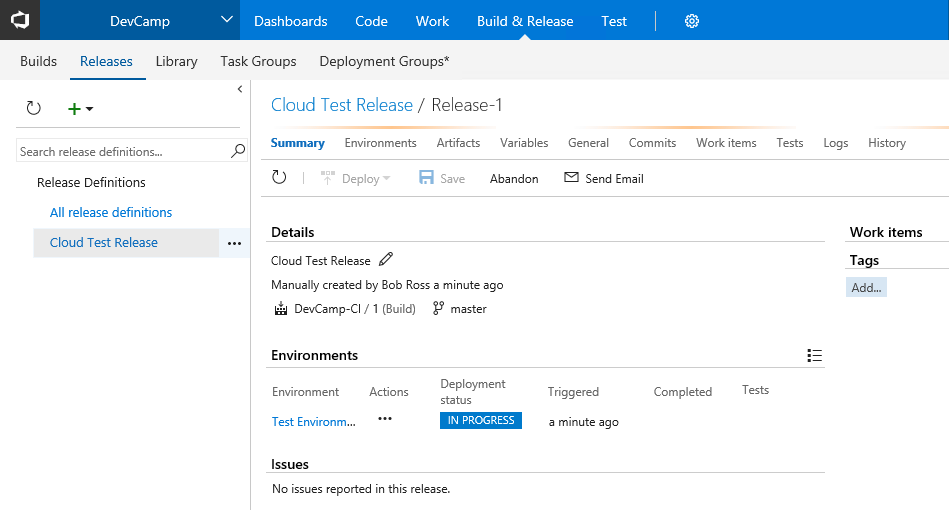 DevCamp Dashboards Code Work Build & Release Test
Builds Releases Library Task Groups Deployment Groups*
Search release definitions...
Release Definitions
All release definitions
Cloud Test Release ...
Cloud Test Release / Release-1
Summary Environments Artifacts Variables General Commits Work items Tests Logs History
Deploy Save Abandon Send Email
Details
Cloud Test Release
Manually created by Bob Ross a minute ago
DevCamp-CI / 1 (Build) master
Environments
Environment Actions Deployment status Triggered Completed Tests
Test Environm... ... IN PROGRESS a minute ago
Issues
No issues reported in this release.
Work items
Tags
Add...